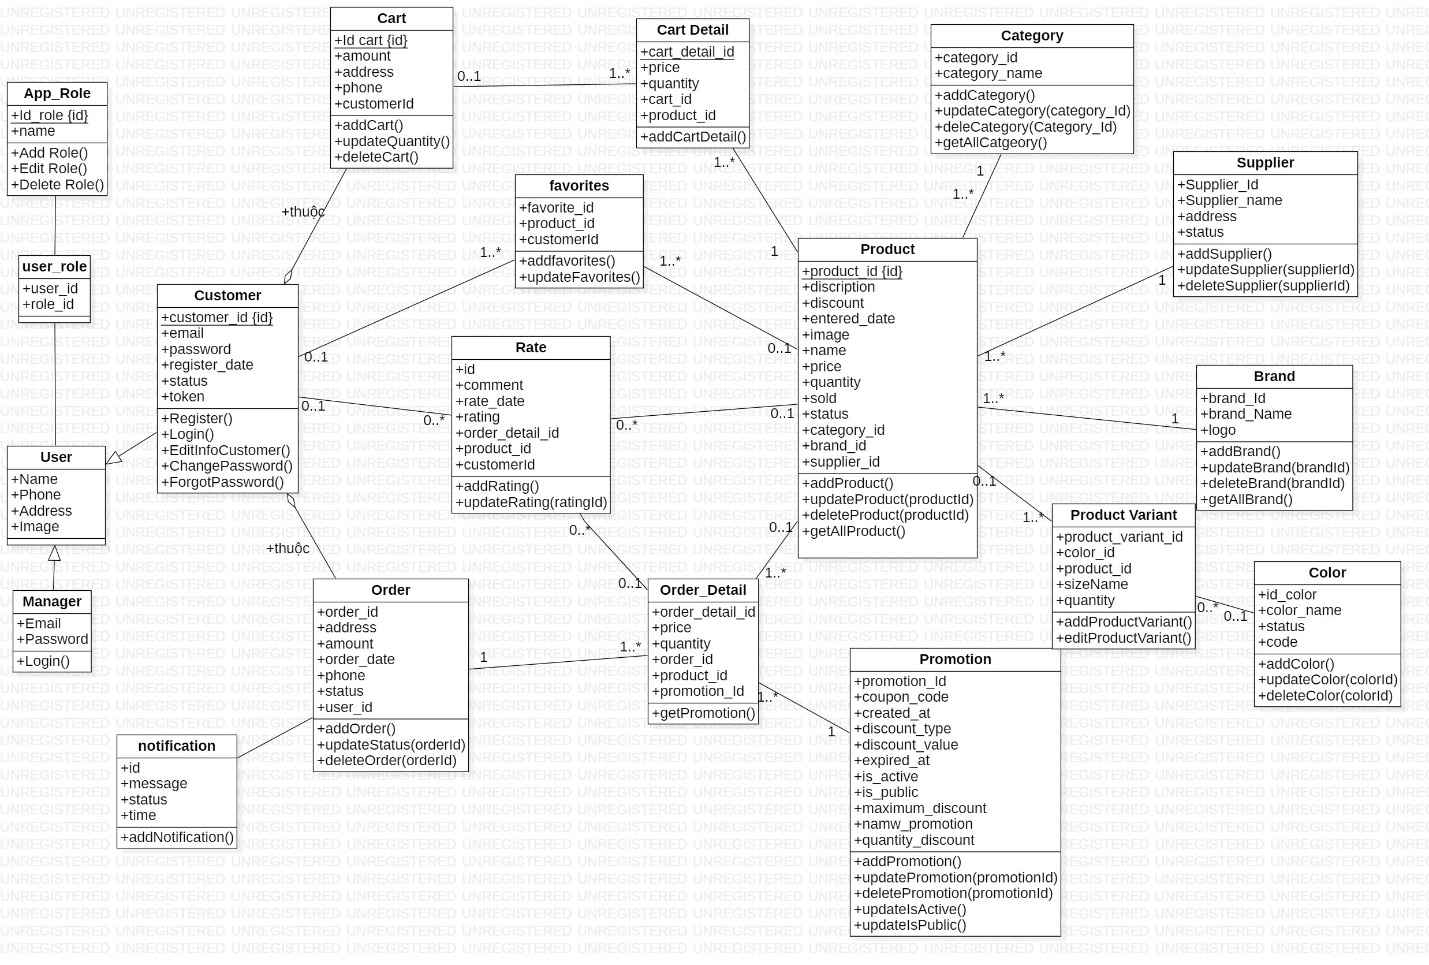 Cart
+Id cart {id}
+amount
+address
+phone
+customerId
+addCart()
+updateQuantity()
+deleteCart()
0..1
1..*
Cart Detail
+cart_detail_id
+price
+quantity
+cart_id
+product_id
+addCartDetail()
1..*
1
Category
+category_id
+category_name
+addCategory()
+updateCategory(category_Id)
+deleCategory(Category_Id)
+getAllCatgeory()
1
1..*
App_Role
+Id_role {id}
+name
+Add Role()
+Edit Role()
+Delete Role()
Supplier
+Supplier_Id
+Supplier_name
+address
+status
+addSupplier()
+updateSupplier(supplierId)
+deleteSupplier(supplierId)
1
1..*
favorites
+favorite_id
+product_id
+customerId
+addfavorites()
+updateFavorites()
1..*
1..*
0..1
0..1
+thuộc
user_role
+user_id
+role_id
Customer
+customer_id {id}
+email
+password
+register_date
+status
+token
+Register()
+Login()
+EditInfoCustomer()
+ChangePassword()
+ForgotPassword()
0..1
0..*
Product
+product_id {id}
+discription
+discount
+entered_date
+image
+name
+price
+quantity
+sold
+status
+category_id
+brand_id
+supplier_id
+addProduct()
+updateProduct(productId)
+deleteProduct(productId)
+getAllProduct()
Rate
+id
+comment
+rate_date
+rating
+order_detail_id
+product_id
+customerId
+addRating()
+updateRating(ratingId)
0..*
0..1
0..*
0..1
Brand
+brand_Id
+brand_Name
+logo
+addBrand()
+updateBrand(brandId)
+deleteBrand(brandId)
+getAllBrand()
1..*
1
User
+Name
+Phone
+Address
+Image
0..1
1..*
Product Variant
+product_variant_id
+color_id
+product_id
+sizeName
+quantity
+addProductVariant()
+editProductVariant()
0..*
0..1
Color
+id_color
+color_name
+status
+code
+addColor()
+updateColor(colorId)
+deleteColor(colorId)
+thuộc
0..1
1..*
Manager
+Email
+Password
+Login()
Order
+order_id
+address
+amount
+order_date
+phone
+status
+user_id
+addOrder()
+updateStatus(orderId)
+deleteOrder(orderId)
1
1..*
Order_Detail
+order_detail_id
+price
+quantity
+order_id
+product_id
+promotion_Id
+getPromotion()
1..*
1
Promotion
+promotion_Id
+coupon_code
+created_at
+discount_type
+discount_value
+expired_at
+is_active
+is_public
+maximum_discount
+namw_promotion
+quantity_discount
+addPromotion()
+updatePromotion(promotionId)
+deletePromotion(promotionId)
+updateIsActive()
+updateIsPublic()
notification
+id
+message
+status
+time
+addNotification()
UNREGISTERED